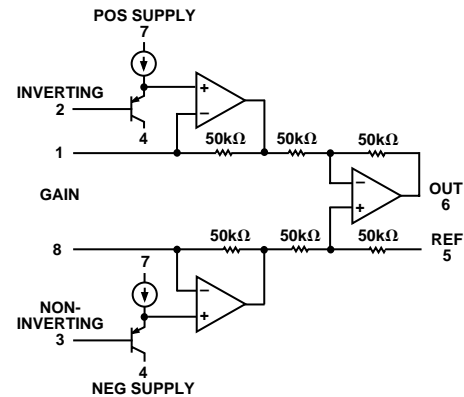 POS SUPPLY
7
INVERTING
2
4
+
−
1
50kΩ 50kΩ 50kΩ
−
+
OUT
6
GAIN
50kΩ 50kΩ 50kΩ
REF
5
8
7
−
+
NON-
INVERTING
3
4
NEG SUPPLY